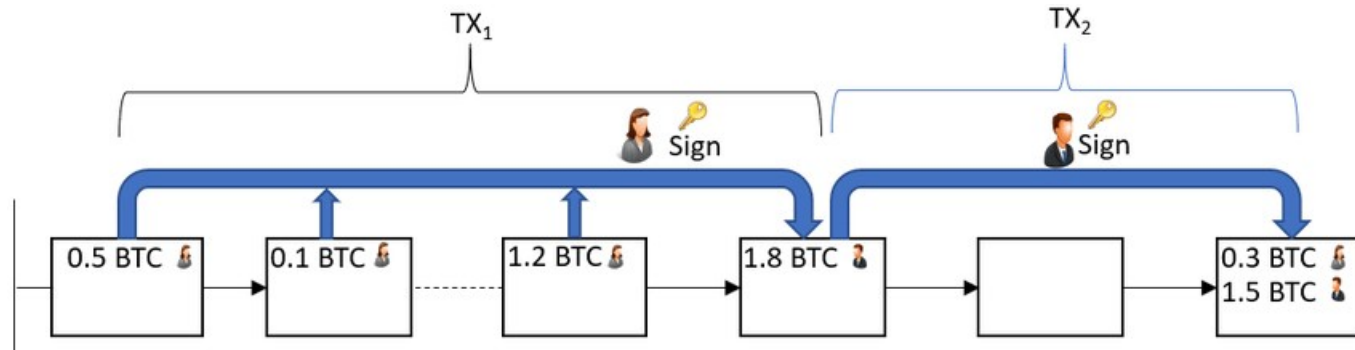 TX₁
TX₂
Sign
Sign
0.5 BTC
0.1 BTC
1.2 BTC
1.8 BTC
0.3 BTC
1.5 BTC